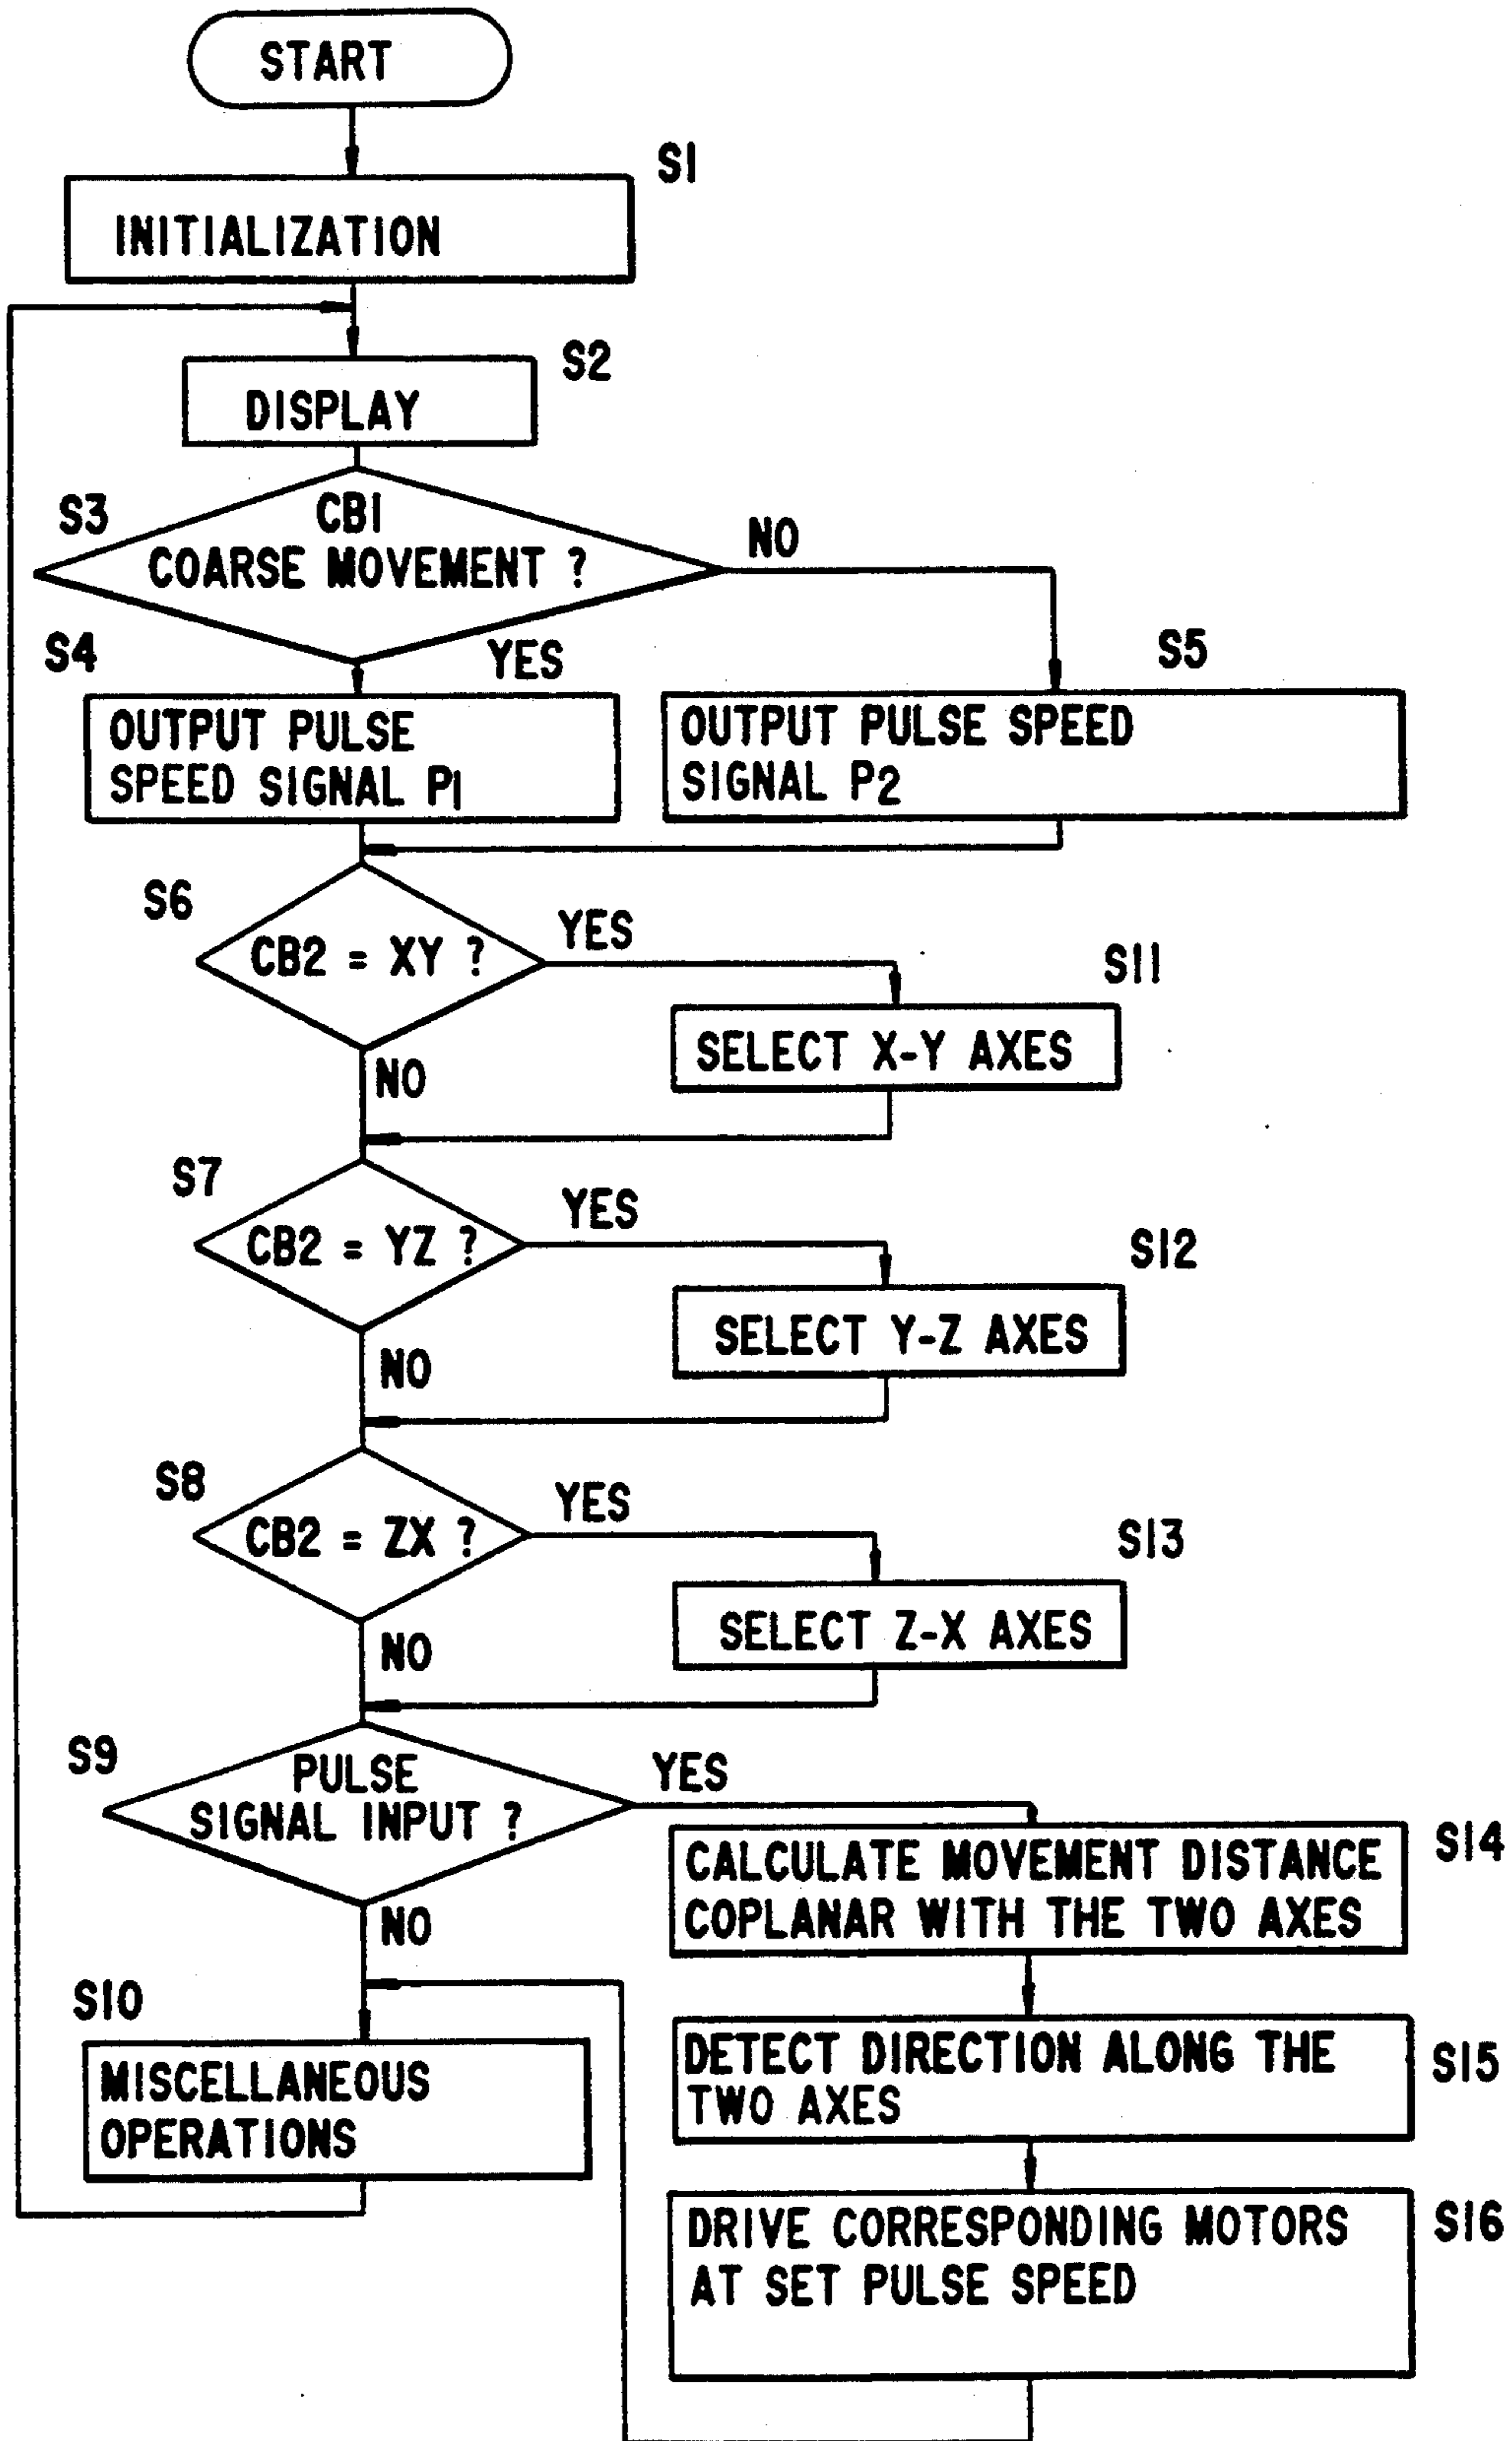 START
S1
INITIALIZATION
S2
DISPLAY
S3
CB1
COARSE MOVEMENT ?
NO
S4
YES
S5
OUTPUT PULSE
SPEED SIGNAL P1
OUTPUT PULSE SPEED
SIGNAL P2
S6
CB2 = XY ?
YES
S11
SELECT X-Y AXES
NO
S7
CB2 = YZ ?
YES
S12
SELECT Y-Z AXES
NO
S8
CB2 = ZX ?
YES
S13
SELECT Z-X AXES
NO
S9
PULSE
SIGNAL INPUT ?
YES
S14
CALCULATE MOVEMENT DISTANCE
COPLANAR WITH THE TWO AXES
NO
S10
MISCELLANEOUS
OPERATIONS
S15
DETECT DIRECTION ALONG THE
TWO AXES
S16
DRIVE CORRESPONDING MOTORS
AT SET PULSE SPEED